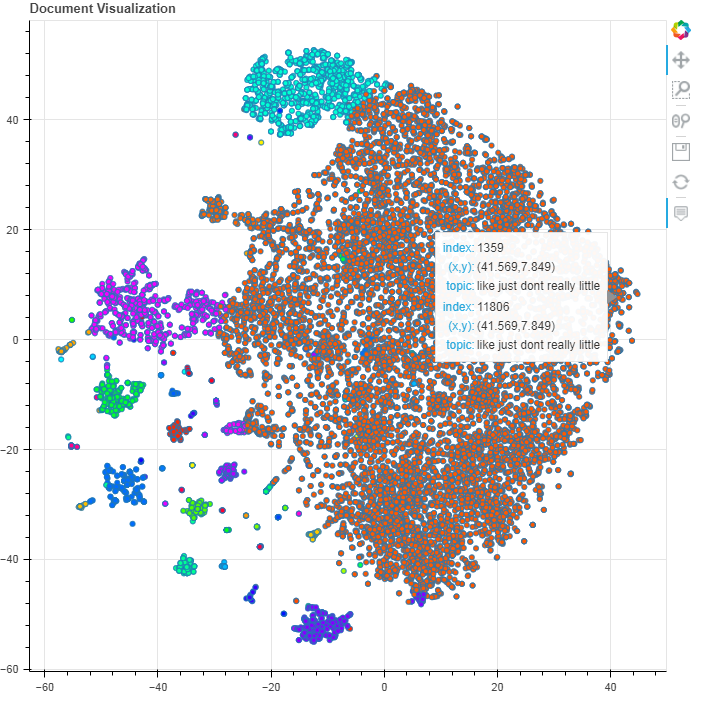 Document Visualization
40
20
0
−20
−40
−60
index: 1359
(x,y): (41.569,7.849)
topic: like just dont really little
index: 11806
(x,y): (41.569,7.849)
topic: like just dont really little
−60
−40
−20
0
20
40